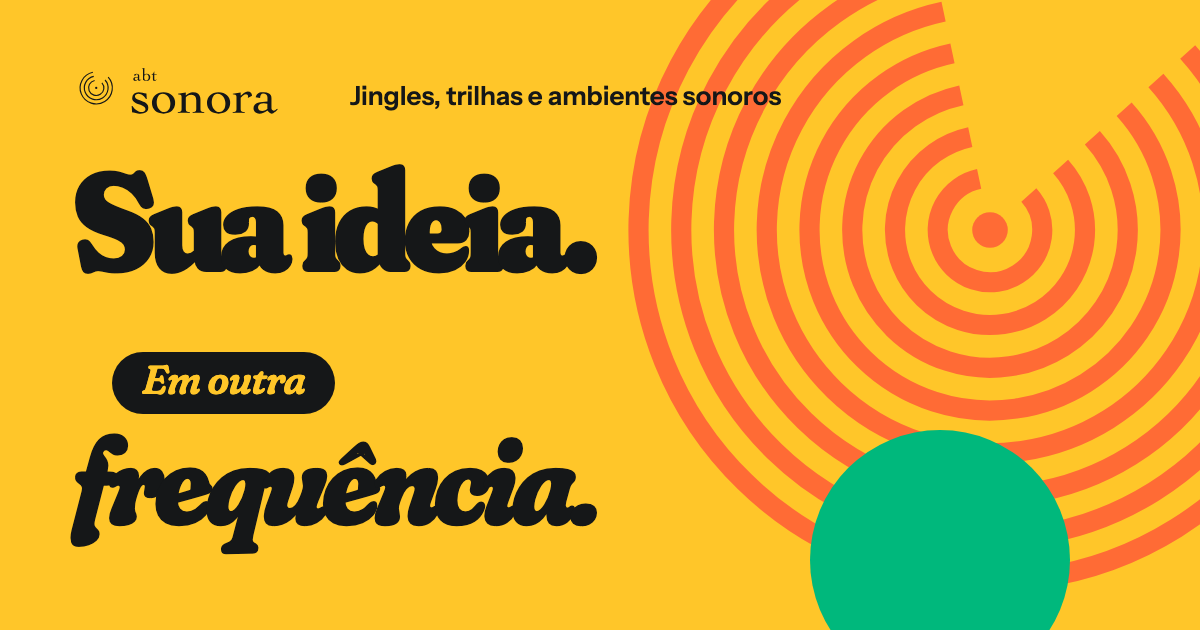 abt
sonora
Jingles, trilhas e ambientes sonoros
Sua ideia.
Em outra
frequência.